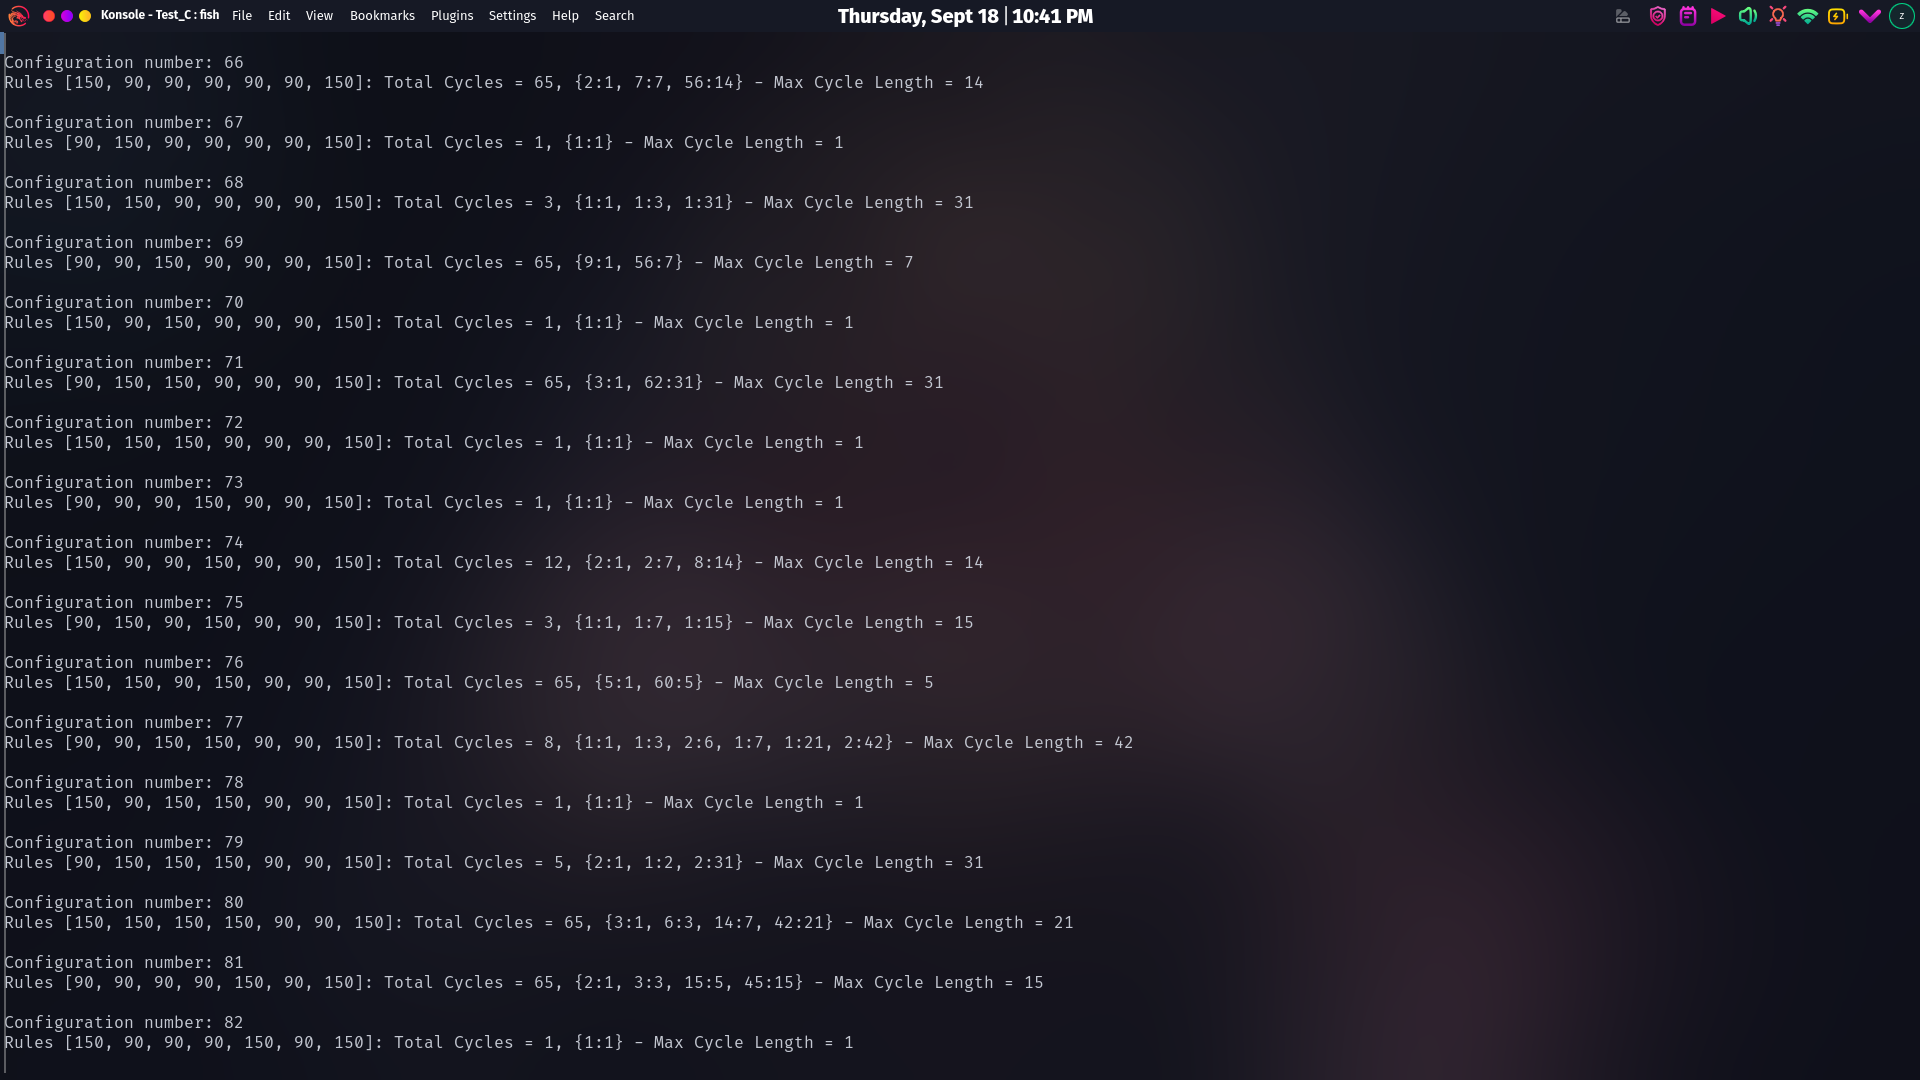 Konsole - Test_C : fish File Edit View Bookmarks Plugins Settings Help Search Thursday, Sept 18 | 10:41 PM z
Configuration number: 66
Rules [150, 90, 90, 90, 90, 90, 150]: Total Cycles = 65, {2:1, 7:7, 56:14} - Max Cycle Length = 14
Configuration number: 67
Rules [90, 150, 90, 90, 90, 90, 150]: Total Cycles = 1, {1:1} - Max Cycle Length = 1
Configuration number: 68
Rules [150, 150, 90, 90, 90, 90, 150]: Total Cycles = 3, {1:1, 1:3, 1:31} - Max Cycle Length = 31
Configuration number: 69
Rules [90, 90, 150, 90, 90, 90, 150]: Total Cycles = 65, {9:1, 56:7} - Max Cycle Length = 7
Configuration number: 70
Rules [150, 90, 150, 90, 90, 90, 150]: Total Cycles = 1, {1:1} - Max Cycle Length = 1
Configuration number: 71
Rules [90, 150, 150, 90, 90, 90, 150]: Total Cycles = 65, {3:1, 62:31} - Max Cycle Length = 31
Configuration number: 72
Rules [150, 150, 150, 90, 90, 90, 150]: Total Cycles = 1, {1:1} - Max Cycle Length = 1
Configuration number: 73
Rules [90, 90, 90, 150, 90, 90, 150]: Total Cycles = 1, {1:1} - Max Cycle Length = 1
Configuration number: 74
Rules [150, 90, 90, 150, 90, 90, 150]: Total Cycles = 12, {2:1, 2:7, 8:14} - Max Cycle Length = 14
Configuration number: 75
Rules [90, 150, 90, 150, 90, 90, 150]: Total Cycles = 3, {1:1, 1:7, 1:15} - Max Cycle Length = 15
Configuration number: 76
Rules [150, 150, 90, 150, 90, 90, 150]: Total Cycles = 65, {5:1, 60:5} - Max Cycle Length = 5
Configuration number: 77
Rules [90, 90, 150, 150, 90, 90, 150]: Total Cycles = 8, {1:1, 1:3, 2:6, 1:7, 1:21, 2:42} - Max Cycle Length = 42
Configuration number: 78
Rules [150, 90, 150, 150, 90, 90, 150]: Total Cycles = 1, {1:1} - Max Cycle Length = 1
Configuration number: 79
Rules [90, 150, 150, 150, 90, 90, 150]: Total Cycles = 5, {2:1, 1:2, 2:31} - Max Cycle Length = 31
Configuration number: 80
Rules [150, 150, 150, 150, 90, 90, 150]: Total Cycles = 65, {3:1, 6:3, 14:7, 42:21} - Max Cycle Length = 21
Configuration number: 81
Rules [90, 90, 90, 90, 150, 90, 150]: Total Cycles = 65, {2:1, 3:3, 15:5, 45:15} - Max Cycle Length = 15
Configuration number: 82
Rules [150, 90, 90, 90, 150, 90, 150]: Total Cycles = 1, {1:1} - Max Cycle Length = 1